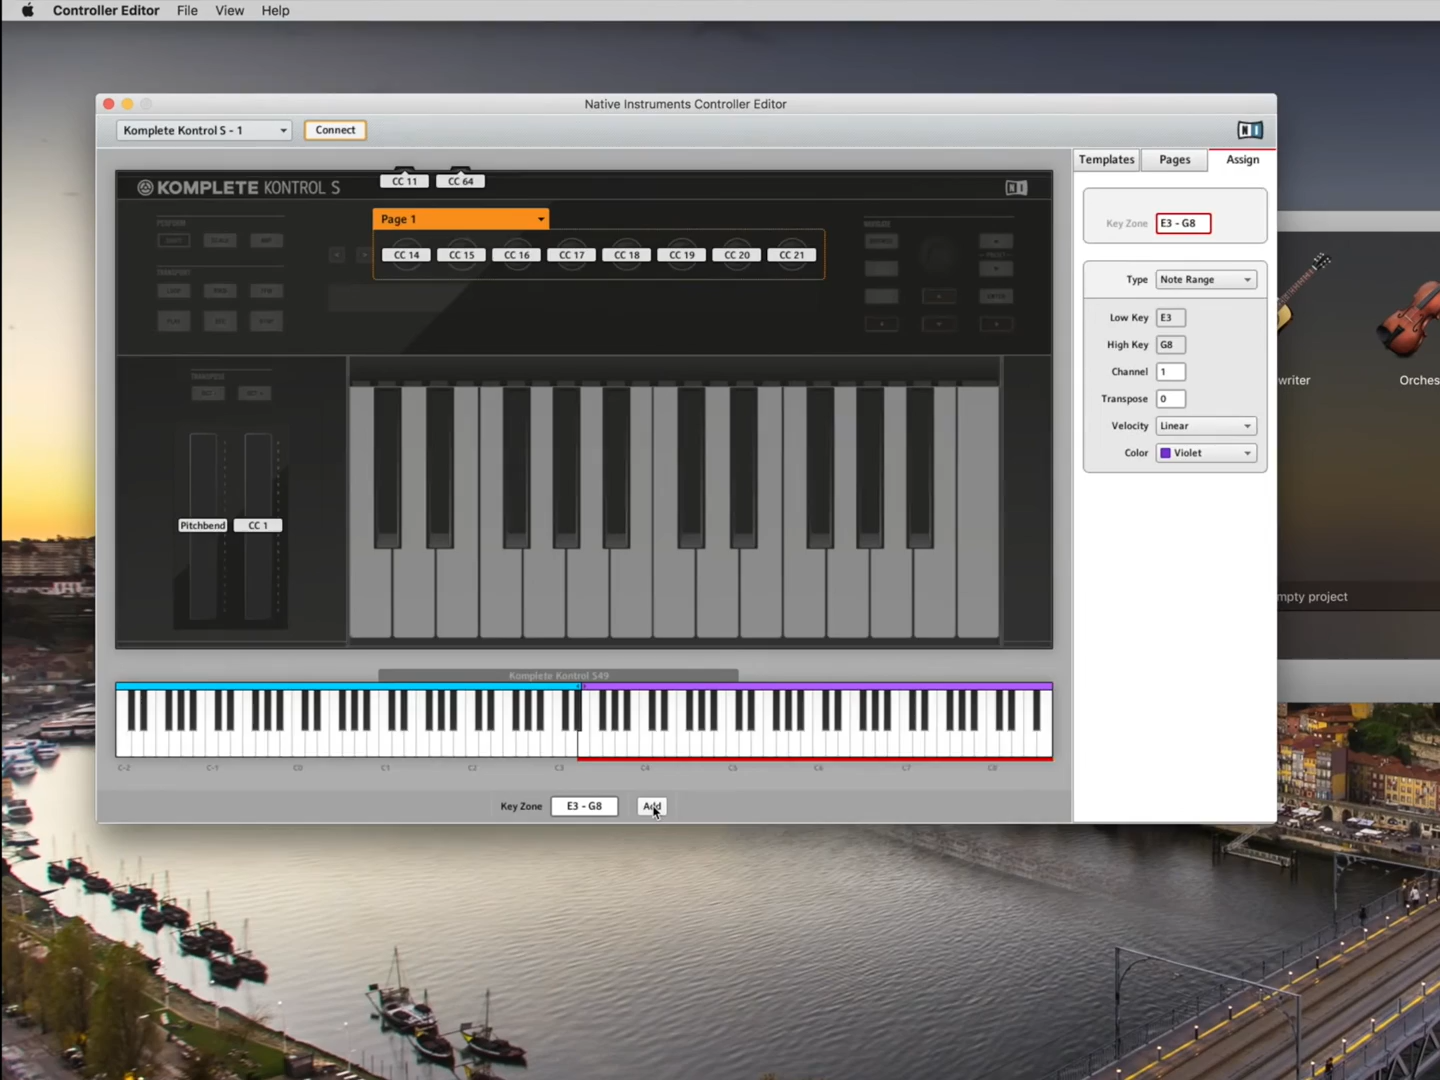 Controller Editor File View Help
Native Instruments Controller Editor
Komplete Kontrol S - 1 Connect
Templates Pages Assign
KOMPLETE KONTROL S
CC 11 CC 64
Page 1
CC 14 CC 15 CC 16 CC 17 CC 18 CC 19 CC 20 CC 21
PERFORM
TRANSPORT
TRANSPOSE
Pitchbend CC 1
Key Zone E3 - G8
Type Note Range
Low Key E3
High Key G8
Channel 1
Transpose 0
Velocity Linear
Color Violet
writer Orches
mpty project
Komplete Kontrol S49
C-2 C-1 C0 C1 C2 C3 C4 C5 C6 C7 C8
Key Zone E3 - G8 Add